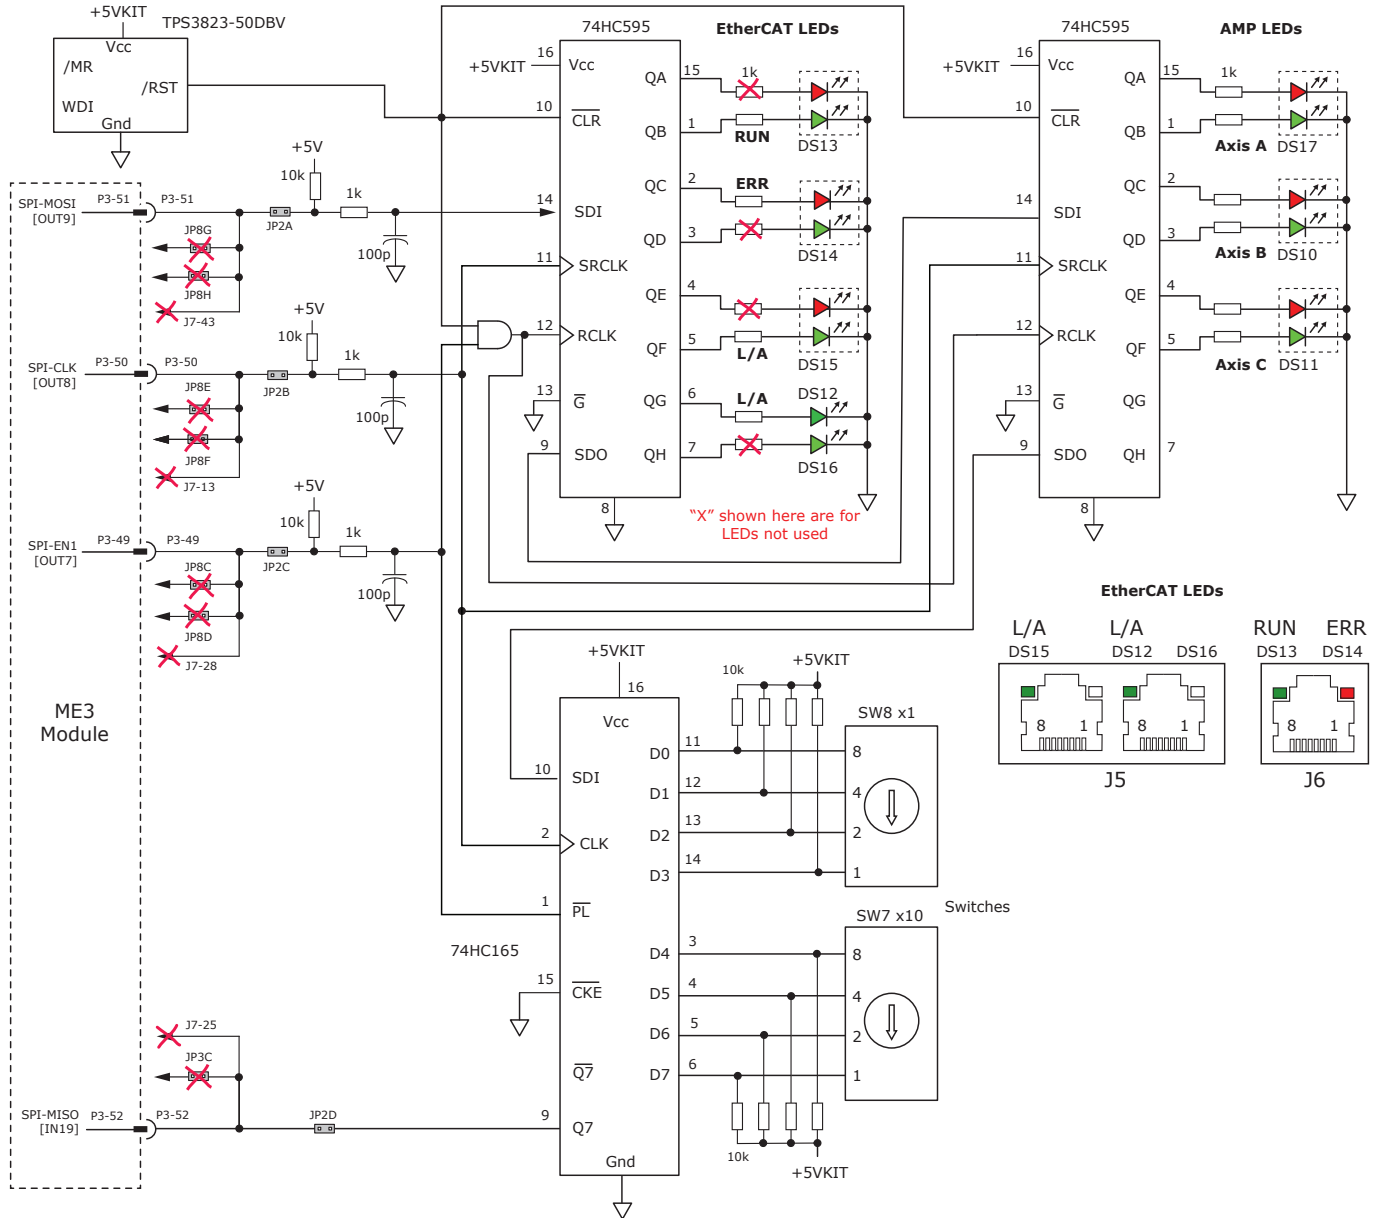 +5VKIT
TPS3823-50DBV
Vcc
/MR
/RST
WDI
Gnd
74HC595
EtherCAT LEDs
16
+5VKIT
Vcc
10
CLR
14
SDI
11
SRCLK
12
RCLK
13
G
9
SDO
8
QA
15
1k
QB
1
RUN
DS13
QC
2
ERR
QD
3
DS14
QE
4
QF
5
L/A
DS15
DS12
QG
6
L/A
QH
7
DS16
"X" shown here are for
LEDs not used
74HC595
AMP LEDs
16
+5VKIT
Vcc
10
CLR
14
SDI
11
SRCLK
12
RCLK
13
G
9
SDO
8
QA
15
1k
QB
1
Axis A
DS17
QC
2
QD
3
Axis B
DS10
QE
4
QF
5
Axis C
DS11
QG
QH
7
SPI-MOSI
[OUT9]
P3-51
P3-51
+5V
10k
1k
JP2A
100p
JP8G
JP8H
J7-43
SPI-CLK
[OUT8]
P3-50
P3-50
+5V
10k
1k
JP2B
100p
JP8E
JP8F
J7-13
SPI-EN1
[OUT7]
P3-49
P3-49
+5V
10k
1k
JP2C
100p
JP8C
JP8D
J7-28
ME3
Module
J7-25
JP3C
SPI-MISO
[IN19]
P3-52
P3-52
JP2D
+5VKIT
16
Vcc
10
SDI
2
CLK
1
PL
74HC165
15
CKE
Q7
9
Q7
Gnd
D0
11
D1
12
D2
13
D3
14
D4
3
D5
4
D6
5
D7
6
10k
+5VKIT
SW8 x1
8
4
2
1
Switches
SW7 x10
8
4
2
1
10k
+5VKIT
EtherCAT LEDs
L/A
L/A
RUN
ERR
DS15
DS12
DS16
DS13
DS14
8
1
8
1
8
1
J5
J6